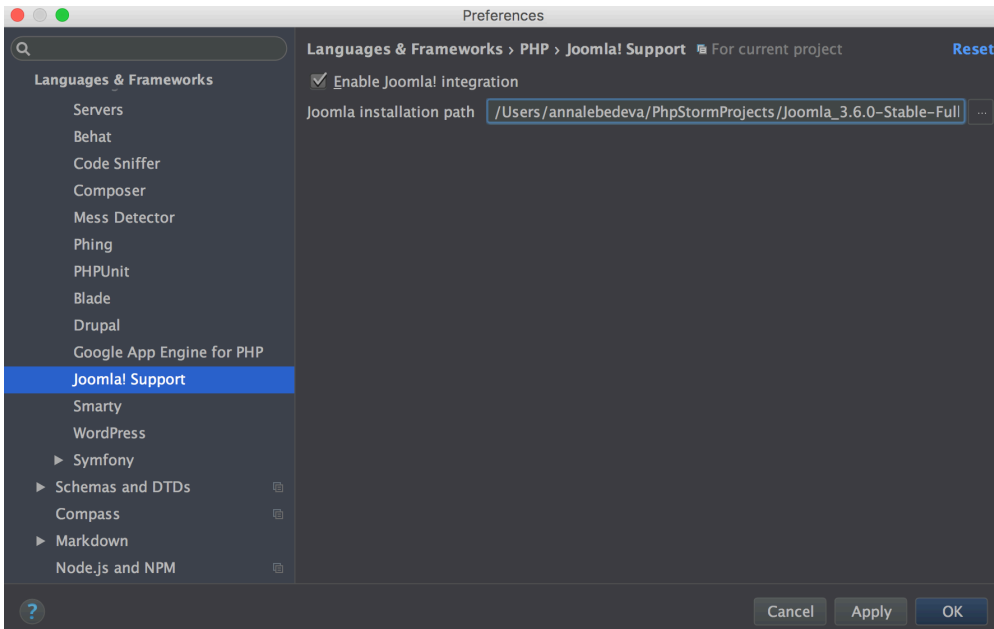 Preferences
Languages & Frameworks
Servers
Behat
Code Sniffer
Composer
Mess Detector
Phing
PHPUnit
Blade
Drupal
Google App Engine for PHP
Joomla! Support
Smarty
WordPress
Symfony
Schemas and DTDs
Compass
Markdown
Node.js and NPM
Languages & Frameworks › PHP › Joomla! Support For current project Reset
Enable Joomla! integration
Joomla installation path /Users/annalebedeva/PhpStormProjects/Joomla_3.6.0-Stable-Full ...
? Cancel Apply OK